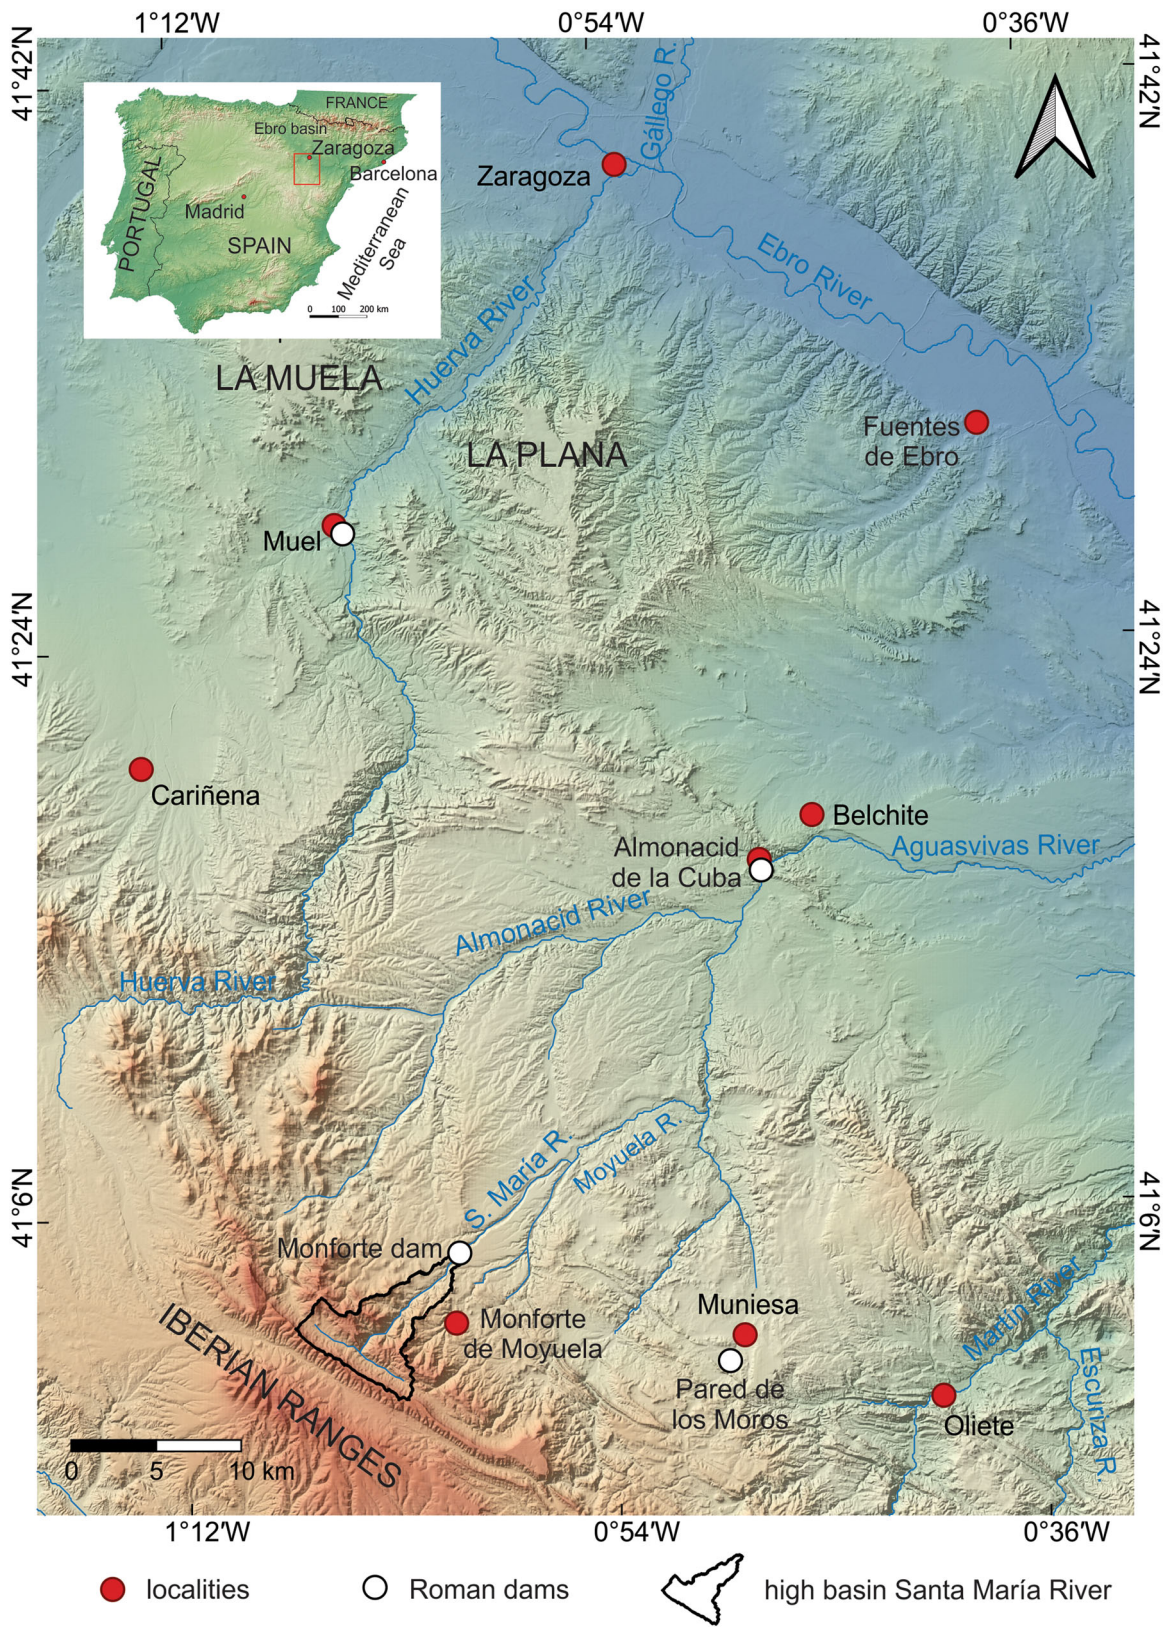 1°12′W
0°54′W
0°36′W
41°42′N
41°42′N
FRANCE
Ebro basin
Zaragoza
Barcelona
PORTUGAL
Madrid
SPAIN
Mediterranean
Sea
0 100 200 km
Gállego R.
Zaragoza
Ebro River
Huerva River
LA MUELA
LA PLANA
Fuentes
de Ebro
Muel
41°24′N
41°24′N
Cariñena
Belchite
Almonacid
de la Cuba
Aguasvivas River
Almonacid River
Huerva River
S. María R.
Moyuela R.
41°6′N
41°6′N
Monforte dam
Monforte
de Moyuela
Muniesa
Pared de
los Moros
Martín River
Escuriza R.
Oliete
IBERIAN RANGES
0 5 10 km
1°12′W
0°54′W
0°36′W
localities
Roman dams
high basin Santa María River